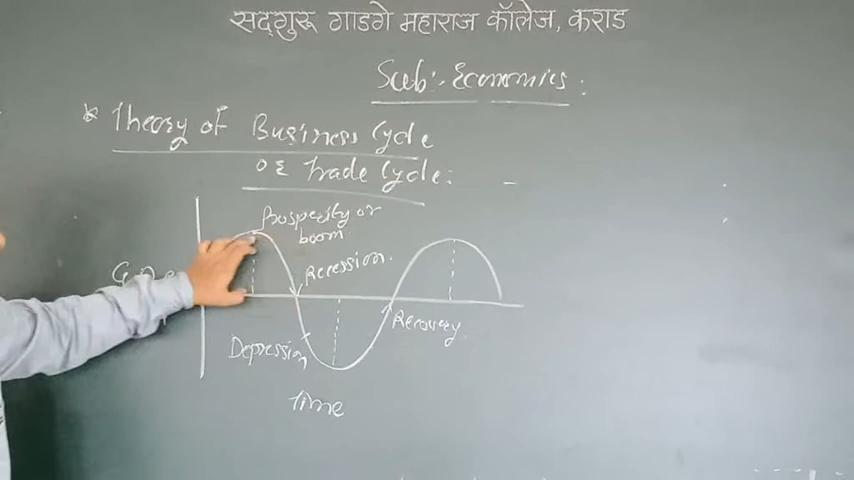 सद्‌गुरू गाडगे महाराज कॉलेज, कराड
Sub:- Economics:
* Theory of Business Cycle
OR Trade Cycle:-
Prosperity or
boom
Recession.
Recovery
Depression
Time